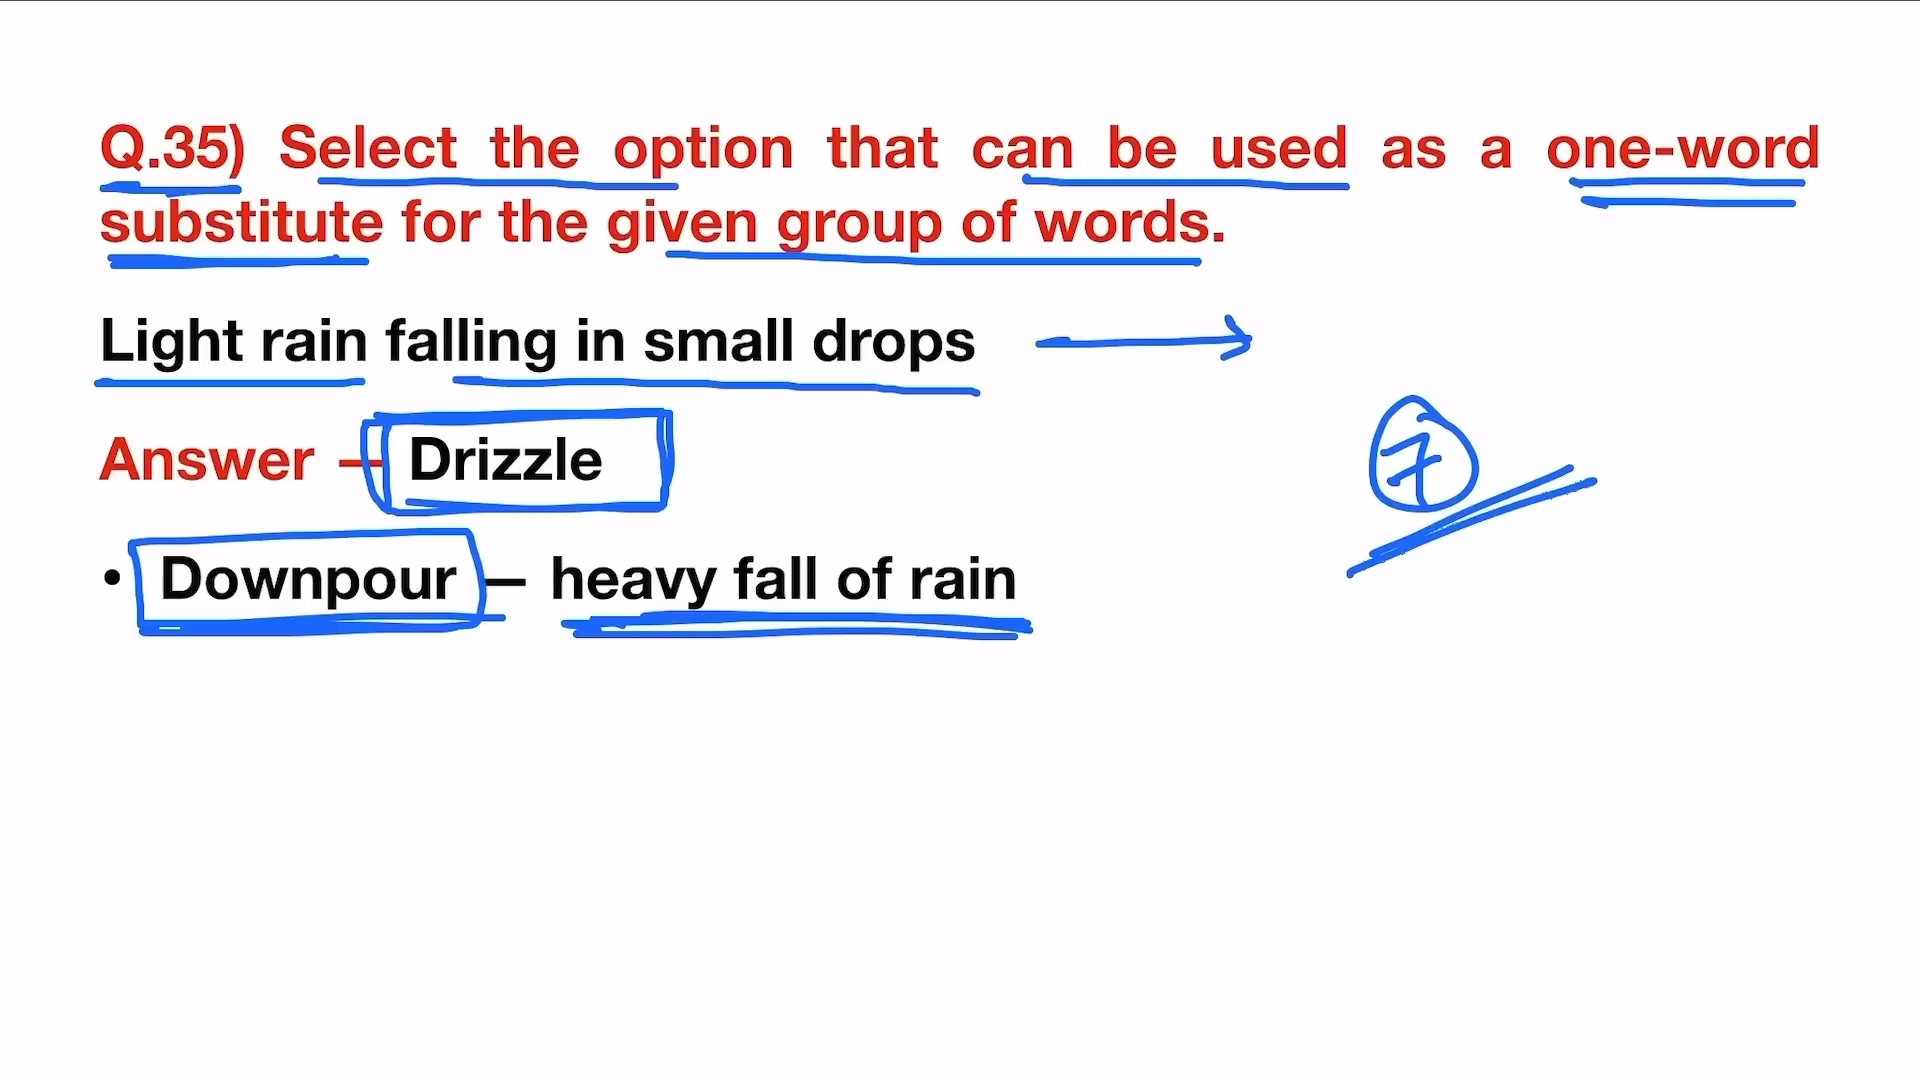 Q.35) Select the option that can be used as a one-word
substitute for the given group of words.
Light rain falling in small drops
Answer – Drizzle
7
• Downpour – heavy fall of rain